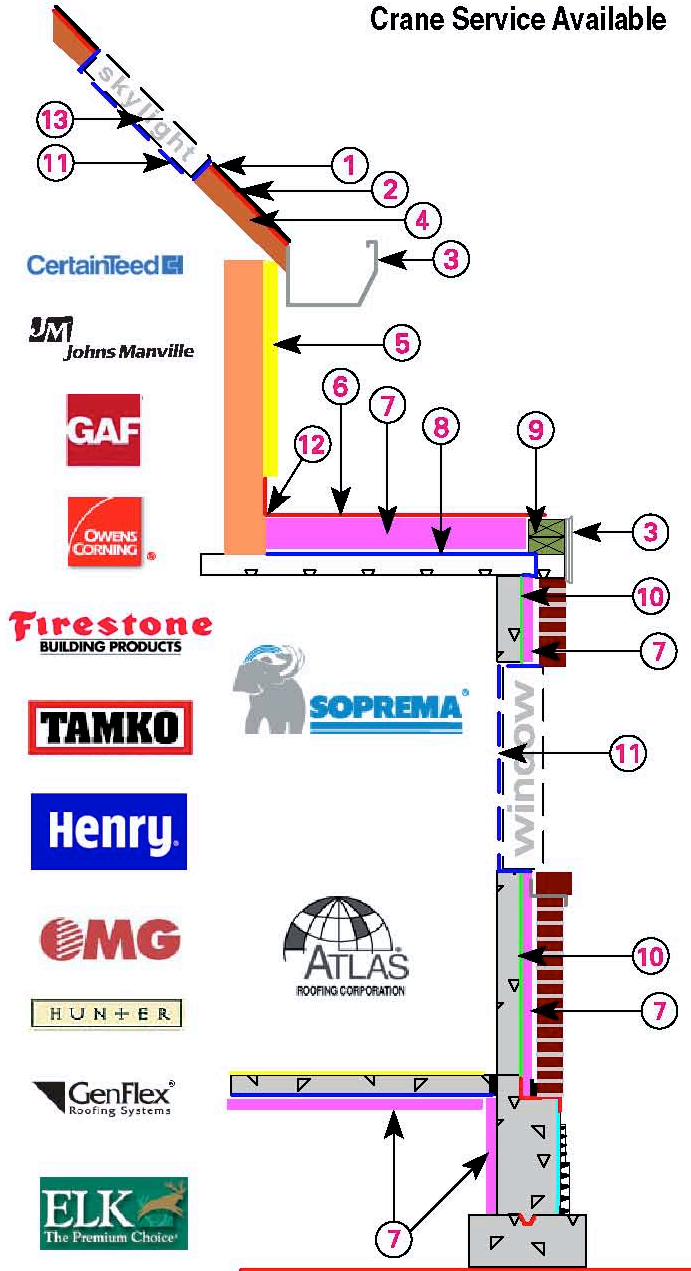 Crane Service Available
skylight
13
11
1
2
4
3
CertainTeed
JM
Johns Manville
5
GAF
6
7
8
9
12
OWENS
CORNING ®
3
10
Firestone
BUILDING PRODUCTS
7
SOPREMA®
TAMKO
window
11
Henry®
OMG
ATLAS®
ROOFING CORPORATION
10
HUNTER
7
GenFlex®
Roofing Systems
ELK
The Premium Choice®
7